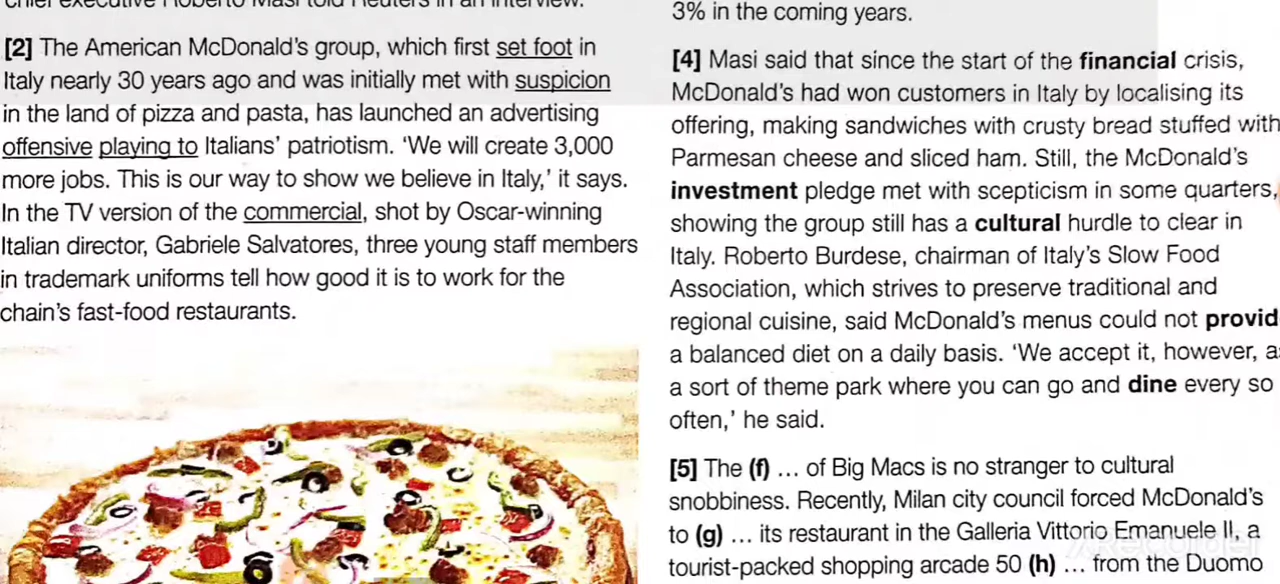 chief executive Roberto Masi told Reuters in an interview.
[2] The American McDonald's group, which first set foot in
Italy nearly 30 years ago and was initially met with suspicion
in the land of pizza and pasta, has launched an advertising
offensive playing to Italians' patriotism. 'We will create 3,000
more jobs. This is our way to show we believe in Italy,' it says.
In the TV version of the commercial, shot by Oscar-winning
Italian director, Gabriele Salvatores, three young staff members
in trademark uniforms tell how good it is to work for the
chain's fast-food restaurants.
3% in the coming years.
[4] Masi said that since the start of the financial crisis,
McDonald's had won customers in Italy by localising its
offering, making sandwiches with crusty bread stuffed with
Parmesan cheese and sliced ham. Still, the McDonald's
investment pledge met with scepticism in some quarters,
showing the group still has a cultural hurdle to clear in
Italy. Roberto Burdese, chairman of Italy's Slow Food
Association, which strives to preserve traditional and
regional cuisine, said McDonald's menus could not provid
a balanced diet on a daily basis. 'We accept it, however, a
a sort of theme park where you can go and dine every so
often,' he said.
[5] The (f) ... of Big Macs is no stranger to cultural
snobbiness. Recently, Milan city council forced McDonald's
to (g) ... its restaurant in the Galleria Vittorio Emanuele II, a
tourist-packed shopping arcade 50 (h) ... from the Duomo
XRecorder